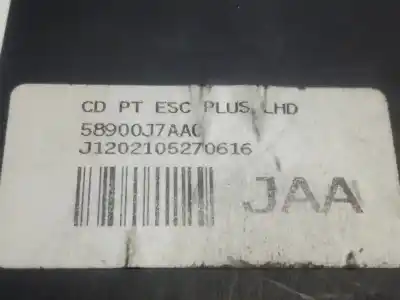 CD PT ESC PLUS LHD
58900J7AAC
J1202105270616
JAA